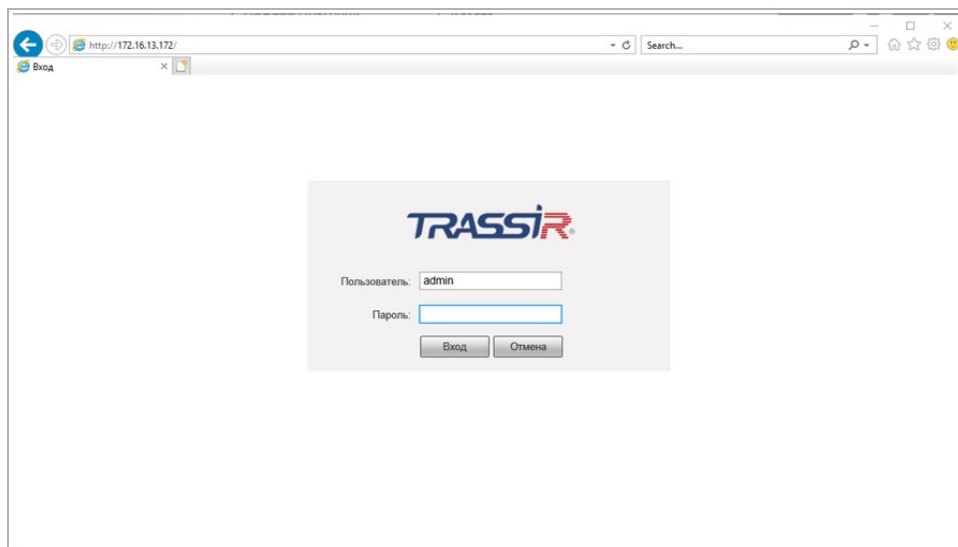 http://172.16.13.172/
Search...
Вход
TRASSIR
Пользователь: admin
Пароль:
Вход Отмена